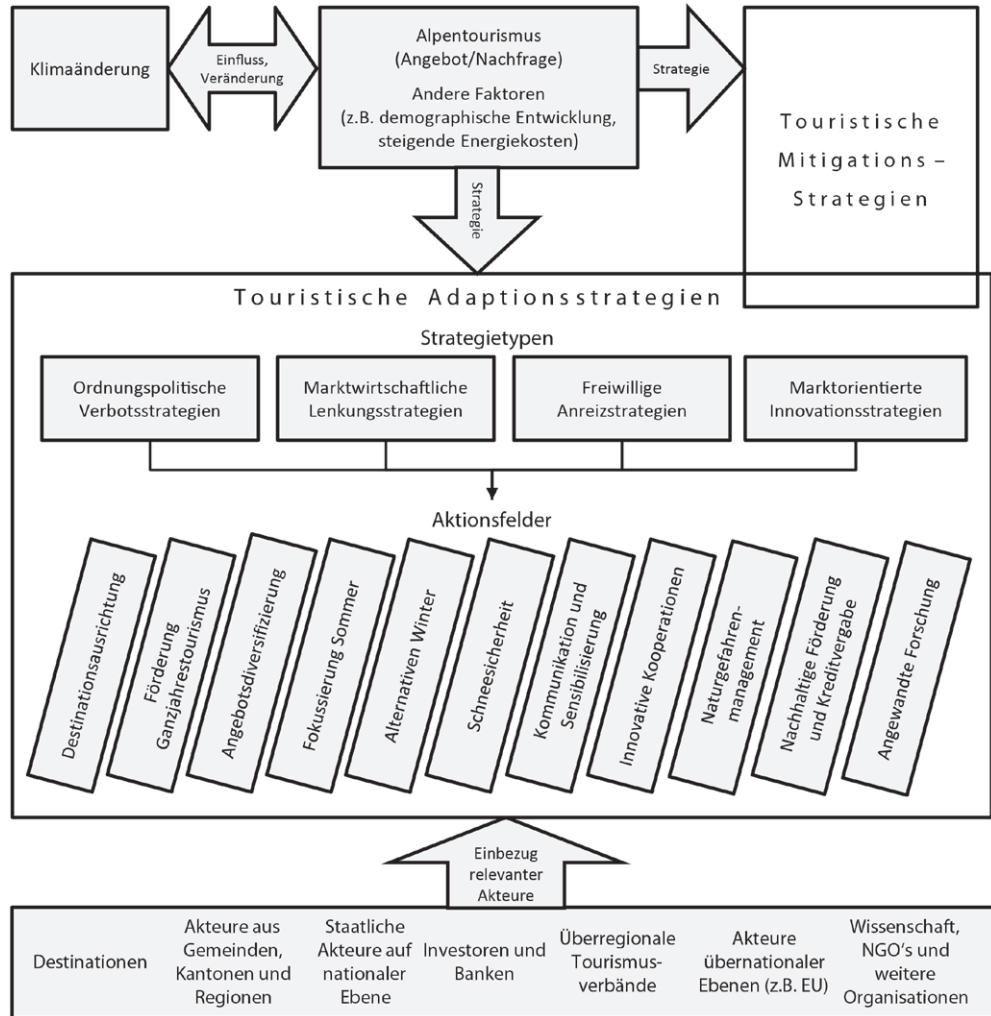 Klimaänderung
Einfluss,
Veränderung
Alpentourismus
(Angebot/Nachfrage)
Andere Faktoren
(z.B. demographische Entwicklung,
steigende Energiekosten)
Strategie
Touristische
Mitigations –
Strategien
Strategie
Touristische Adaptionsstrategien
Strategietypen
Ordnungspolitische
Verbotsstrategien
Marktwirtschaftliche
Lenkungsstrategien
Freiwillige
Anreizstrategien
Marktorientierte
Innovationsstrategien
Aktionsfelder
Destinationsausrichtung
Förderung
Ganzjahrestourismus
Angebotsdiversifizierung
Fokussierung Sommer
Alternativen Winter
Schneesicherheit
Kommunikation und
Sensibilisierung
Innovative Kooperationen
Naturgefahren-
management
Nachhaltige Förderung
und Kreditvergabe
Angewandte Forschung
Einbezug
relevanter
Akteure
Destinationen
Akteure aus
Gemeinden,
Kantonen und
Regionen
Staatliche
Akteure auf
nationaler
Ebene
Investoren und
Banken
Überregionale
Tourismus-
verbände
Akteure
übernationaler
Ebenen (z.B. EU)
Wissenschaft,
NGO's und
weitere
Organisationen